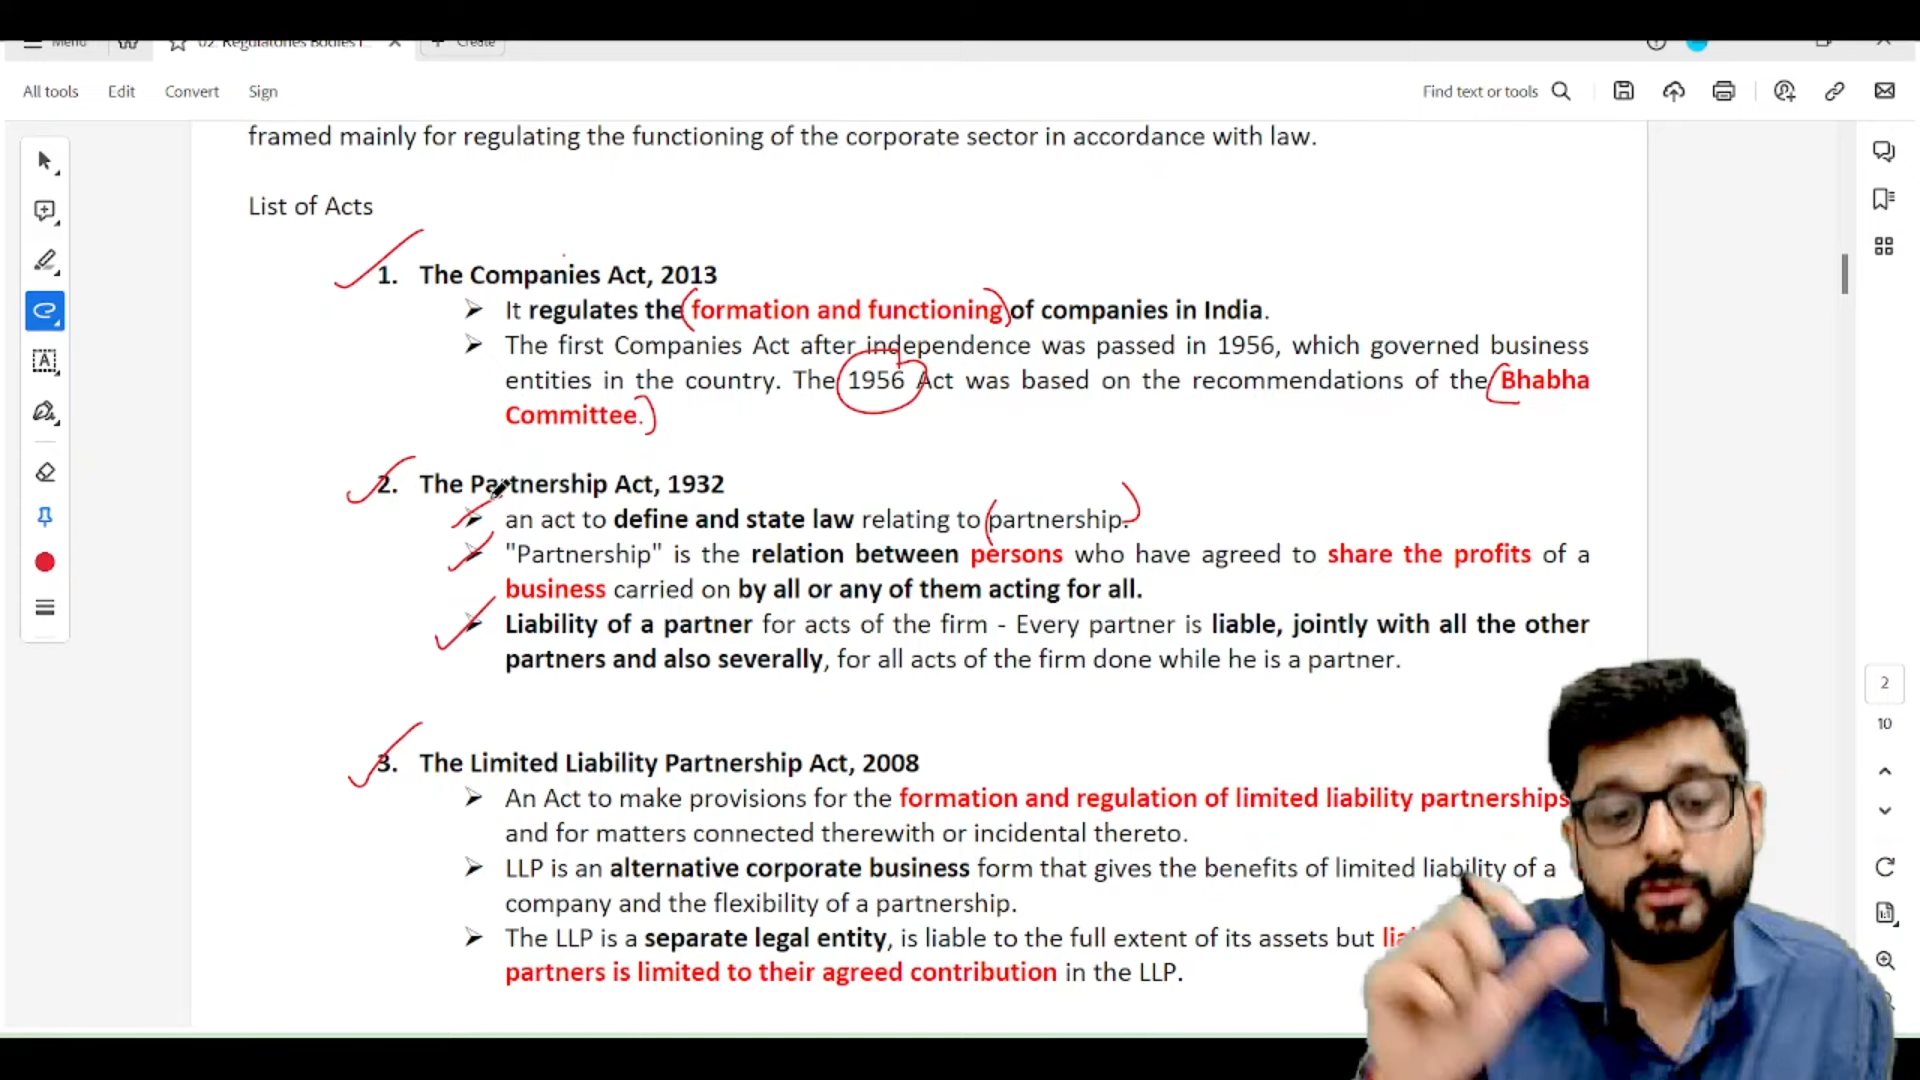 Menu
02. Regulatories Bodies
Create
All tools
Edit
Convert
Sign
Find text or tools
framed mainly for regulating the functioning of the corporate sector in accordance with law.
List of Acts
1. The Companies Act, 2013
➤ It regulates the (formation and functioning) of companies in India.
➤ The first Companies Act after independence was passed in 1956, which governed business
entities in the country. The 1956 Act was based on the recommendations of the (Bhabha
Committee.)
2. The Partnership Act, 1932
➤ an act to define and state law relating to (partnership.)
➤ "Partnership" is the relation between persons who have agreed to share the profits of a
business carried on by all or any of them acting for all.
➤ Liability of a partner for acts of the firm - Every partner is liable, jointly with all the other
partners and also severally, for all acts of the firm done while he is a partner.
3. The Limited Liability Partnership Act, 2008
➤ An Act to make provisions for the formation and regulation of limited liability partnerships
and for matters connected therewith or incidental thereto.
➤ LLP is an alternative corporate business form that gives the benefits of limited liability of a
company and the flexibility of a partnership.
➤ The LLP is a separate legal entity, is liable to the full extent of its assets but
partners is limited to their agreed contribution in the LLP.
2
10